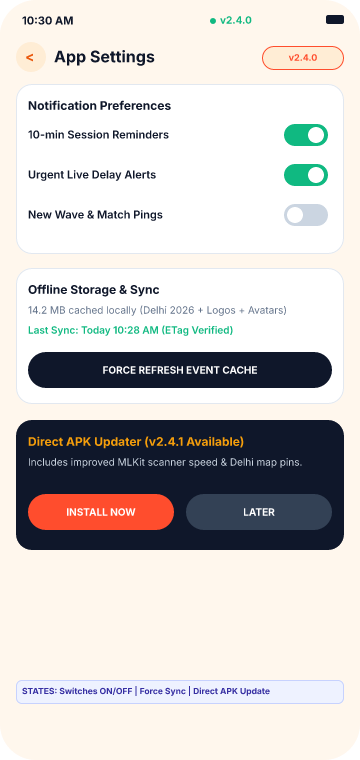 10:30 AM
v2.4.0
< App Settings
v2.4.0
Notification Preferences
10-min Session Reminders
Urgent Live Delay Alerts
New Wave & Match Pings
Offline Storage & Sync
14.2 MB cached locally (Delhi 2026 + Logos + Avatars)
Last Sync: Today 10:28 AM (ETag Verified)
FORCE REFRESH EVENT CACHE
Direct APK Updater (v2.4.1 Available)
Includes improved MLKit scanner speed & Delhi map pins.
INSTALL NOW
LATER
STATES: Switches ON/OFF | Force Sync | Direct APK Update